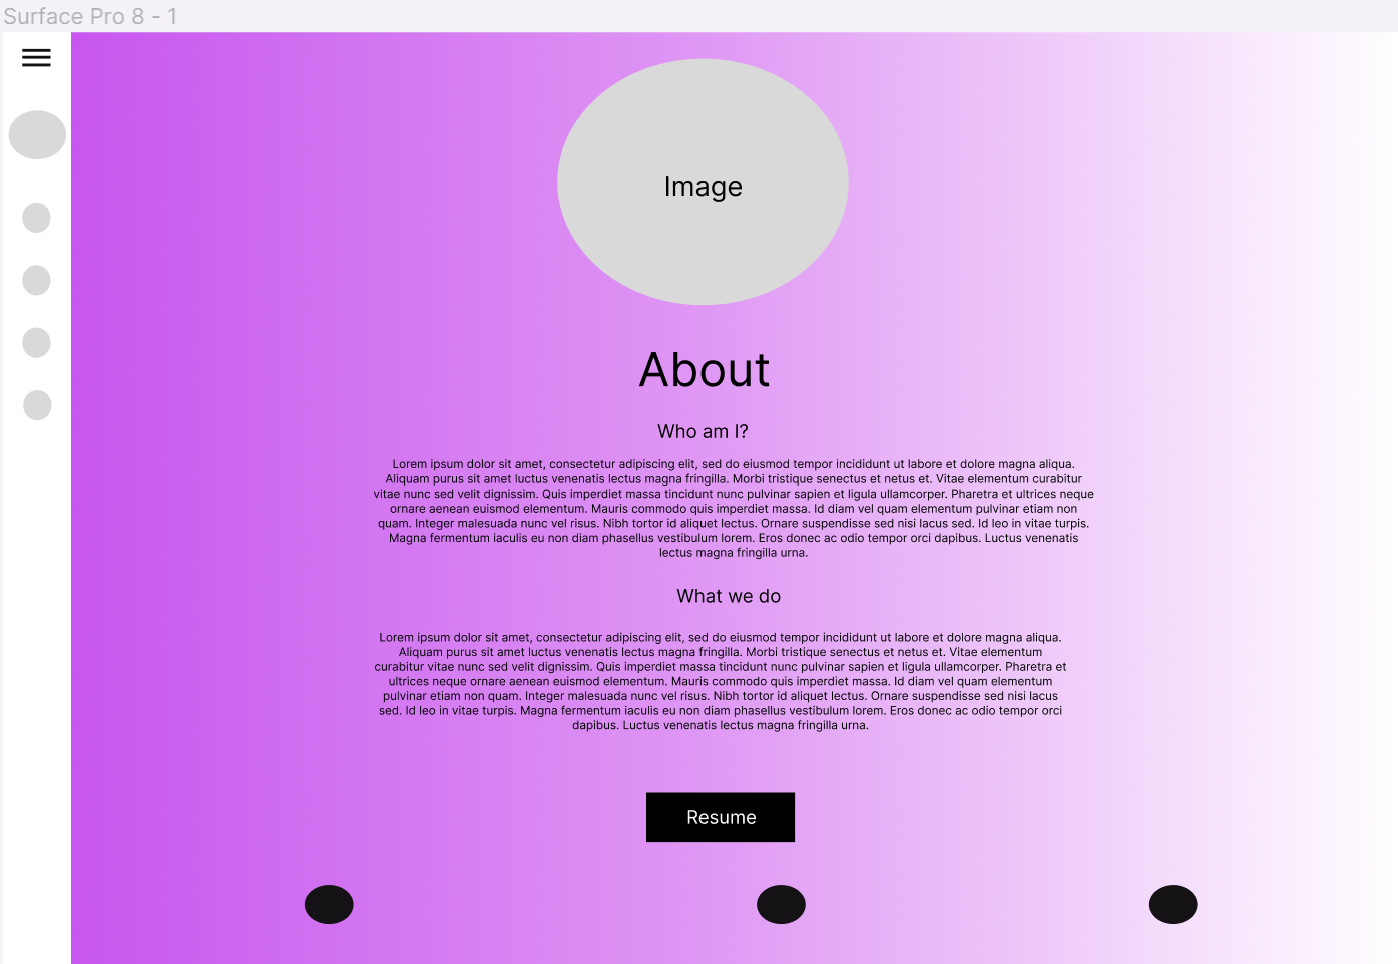 Surface Pro 8 - 1
Image
About
Who am I?
Lorem ipsum dolor sit amet, consectetur adipiscing elit, sed do eiusmod tempor incididunt ut labore et dolore magna aliqua.
Aliquam purus sit amet luctus venenatis lectus magna fringilla. Morbi tristique senectus et netus et. Vitae elementum curabitur
vitae nunc sed velit dignissim. Quis imperdiet massa tincidunt nunc pulvinar sapien et ligula ullamcorper. Pharetra et ultrices neque
ornare aenean euismod elementum. Mauris commodo quis imperdiet massa. Id diam vel quam elementum pulvinar etiam non
quam. Integer malesuada nunc vel risus. Nibh tortor id aliquet lectus. Ornare suspendisse sed nisi lacus sed. Id leo in vitae turpis.
Magna fermentum iaculis eu non diam phasellus vestibulum lorem. Eros donec ac odio tempor orci dapibus. Luctus venenatis
lectus magna fringilla urna.
What we do
Lorem ipsum dolor sit amet, consectetur adipiscing elit, sed do eiusmod tempor incididunt ut labore et dolore magna aliqua.
Aliquam purus sit amet luctus venenatis lectus magna fringilla. Morbi tristique senectus et netus et. Vitae elementum
curabitur vitae nunc sed velit dignissim. Quis imperdiet massa tincidunt nunc pulvinar sapien et ligula ullamcorper. Pharetra et
ultrices neque ornare aenean euismod elementum. Mauris commodo quis imperdiet massa. Id diam vel quam elementum
pulvinar etiam non quam. Integer malesuada nunc vel risus. Nibh tortor id aliquet lectus. Ornare suspendisse sed nisi lacus
sed. Id leo in vitae turpis. Magna fermentum iaculis eu non diam phasellus vestibulum lorem. Eros donec ac odio tempor orci
dapibus. Luctus venenatis lectus magna fringilla urna.
Resume